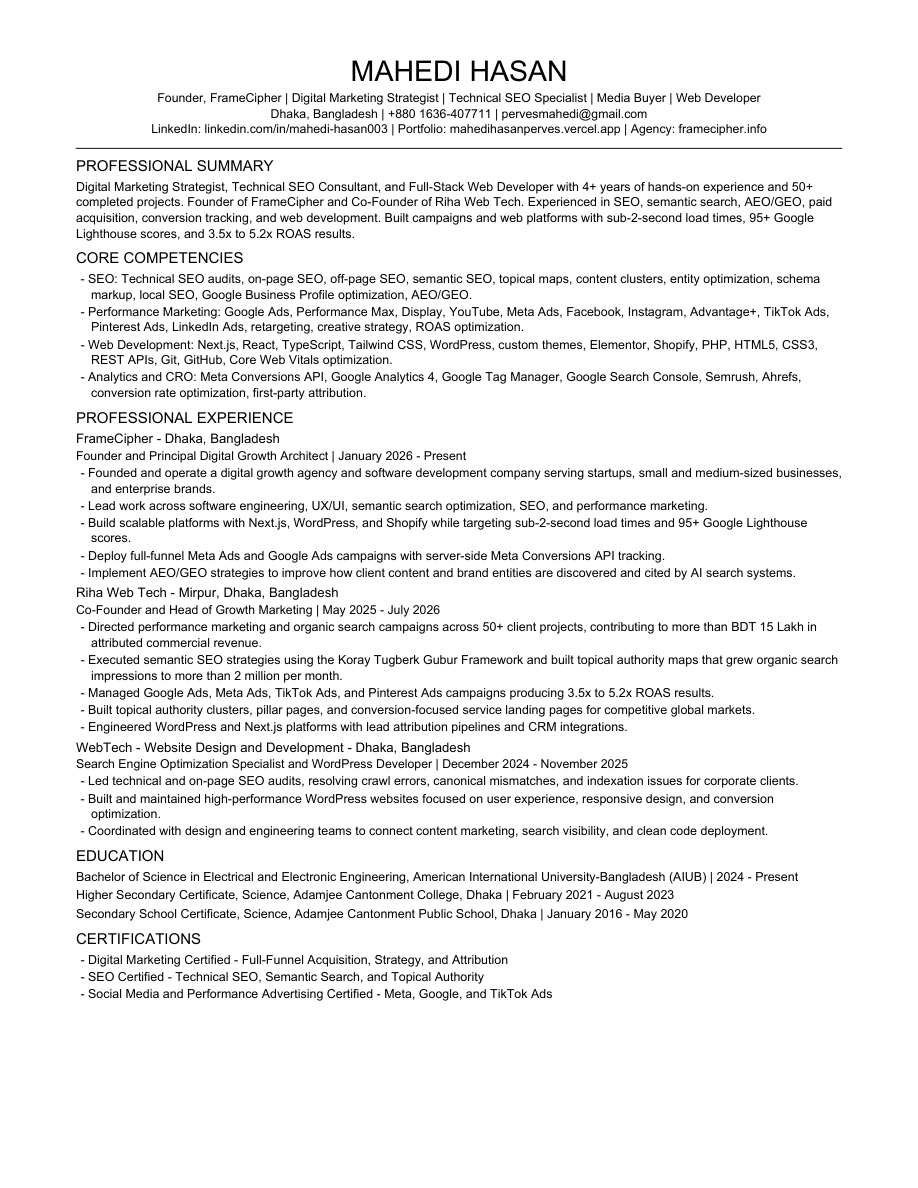 MAHEDI HASAN
Founder, FrameCipher | Digital Marketing Strategist | Technical SEO Specialist | Media Buyer | Web Developer
Dhaka, Bangladesh | +880 1636-407711 | pervesmahedi@gmail.com
LinkedIn: linkedin.com/in/mahedi-hasan003 | Portfolio: mahedihasanperves.vercel.app | Agency: framecipher.info
PROFESSIONAL SUMMARY
Digital Marketing Strategist, Technical SEO Consultant, and Full-Stack Web Developer with 4+ years of hands-on experience and 50+
completed projects. Founder of FrameCipher and Co-Founder of Riha Web Tech. Experienced in SEO, semantic search, AEO/GEO, paid
acquisition, conversion tracking, and web development. Built campaigns and web platforms with sub-2-second load times, 95+ Google
Lighthouse scores, and 3.5x to 5.2x ROAS results.
CORE COMPETENCIES
- SEO: Technical SEO audits, on-page SEO, off-page SEO, semantic SEO, topical maps, content clusters, entity optimization, schema
markup, local SEO, Google Business Profile optimization, AEO/GEO.
- Performance Marketing: Google Ads, Performance Max, Display, YouTube, Meta Ads, Facebook, Instagram, Advantage+, TikTok Ads,
Pinterest Ads, LinkedIn Ads, retargeting, creative strategy, ROAS optimization.
- Web Development: Next.js, React, TypeScript, Tailwind CSS, WordPress, custom themes, Elementor, Shopify, PHP, HTML5, CSS3,
REST APIs, Git, GitHub, Core Web Vitals optimization.
- Analytics and CRO: Meta Conversions API, Google Analytics 4, Google Tag Manager, Google Search Console, Semrush, Ahrefs,
conversion rate optimization, first-party attribution.
PROFESSIONAL EXPERIENCE
FrameCipher - Dhaka, Bangladesh
Founder and Principal Digital Growth Architect | January 2026 - Present
- Founded and operate a digital growth agency and software development company serving startups, small and medium-sized businesses,
and enterprise brands.
- Lead work across software engineering, UX/UI, semantic search optimization, SEO, and performance marketing.
- Build scalable platforms with Next.js, WordPress, and Shopify while targeting sub-2-second load times and 95+ Google Lighthouse
scores.
- Deploy full-funnel Meta Ads and Google Ads campaigns with server-side Meta Conversions API tracking.
- Implement AEO/GEO strategies to improve how client content and brand entities are discovered and cited by AI search systems.
Riha Web Tech - Mirpur, Dhaka, Bangladesh
Co-Founder and Head of Growth Marketing | May 2025 - July 2026
- Directed performance marketing and organic search campaigns across 50+ client projects, contributing to more than BDT 15 Lakh in
attributed commercial revenue.
- Executed semantic SEO strategies using the Koray Tugberk Gubur Framework and built topical authority maps that grew organic search
impressions to more than 2 million per month.
- Managed Google Ads, Meta Ads, TikTok Ads, and Pinterest Ads campaigns producing 3.5x to 5.2x ROAS results.
- Built topical authority clusters, pillar pages, and conversion-focused service landing pages for competitive global markets.
- Engineered WordPress and Next.js platforms with lead attribution pipelines and CRM integrations.
WebTech - Website Design and Development - Dhaka, Bangladesh
Search Engine Optimization Specialist and WordPress Developer | December 2024 - November 2025
- Led technical and on-page SEO audits, resolving crawl errors, canonical mismatches, and indexation issues for corporate clients.
- Built and maintained high-performance WordPress websites focused on user experience, responsive design, and conversion
optimization.
- Coordinated with design and engineering teams to connect content marketing, search visibility, and clean code deployment.
EDUCATION
Bachelor of Science in Electrical and Electronic Engineering, American International University-Bangladesh (AIUB) | 2024 - Present
Higher Secondary Certificate, Science, Adamjee Cantonment College, Dhaka | February 2021 - August 2023
Secondary School Certificate, Science, Adamjee Cantonment Public School, Dhaka | January 2016 - May 2020
CERTIFICATIONS
- Digital Marketing Certified - Full-Funnel Acquisition, Strategy, and Attribution
- SEO Certified - Technical SEO, Semantic Search, and Topical Authority
- Social Media and Performance Advertising Certified - Meta, Google, and TikTok Ads